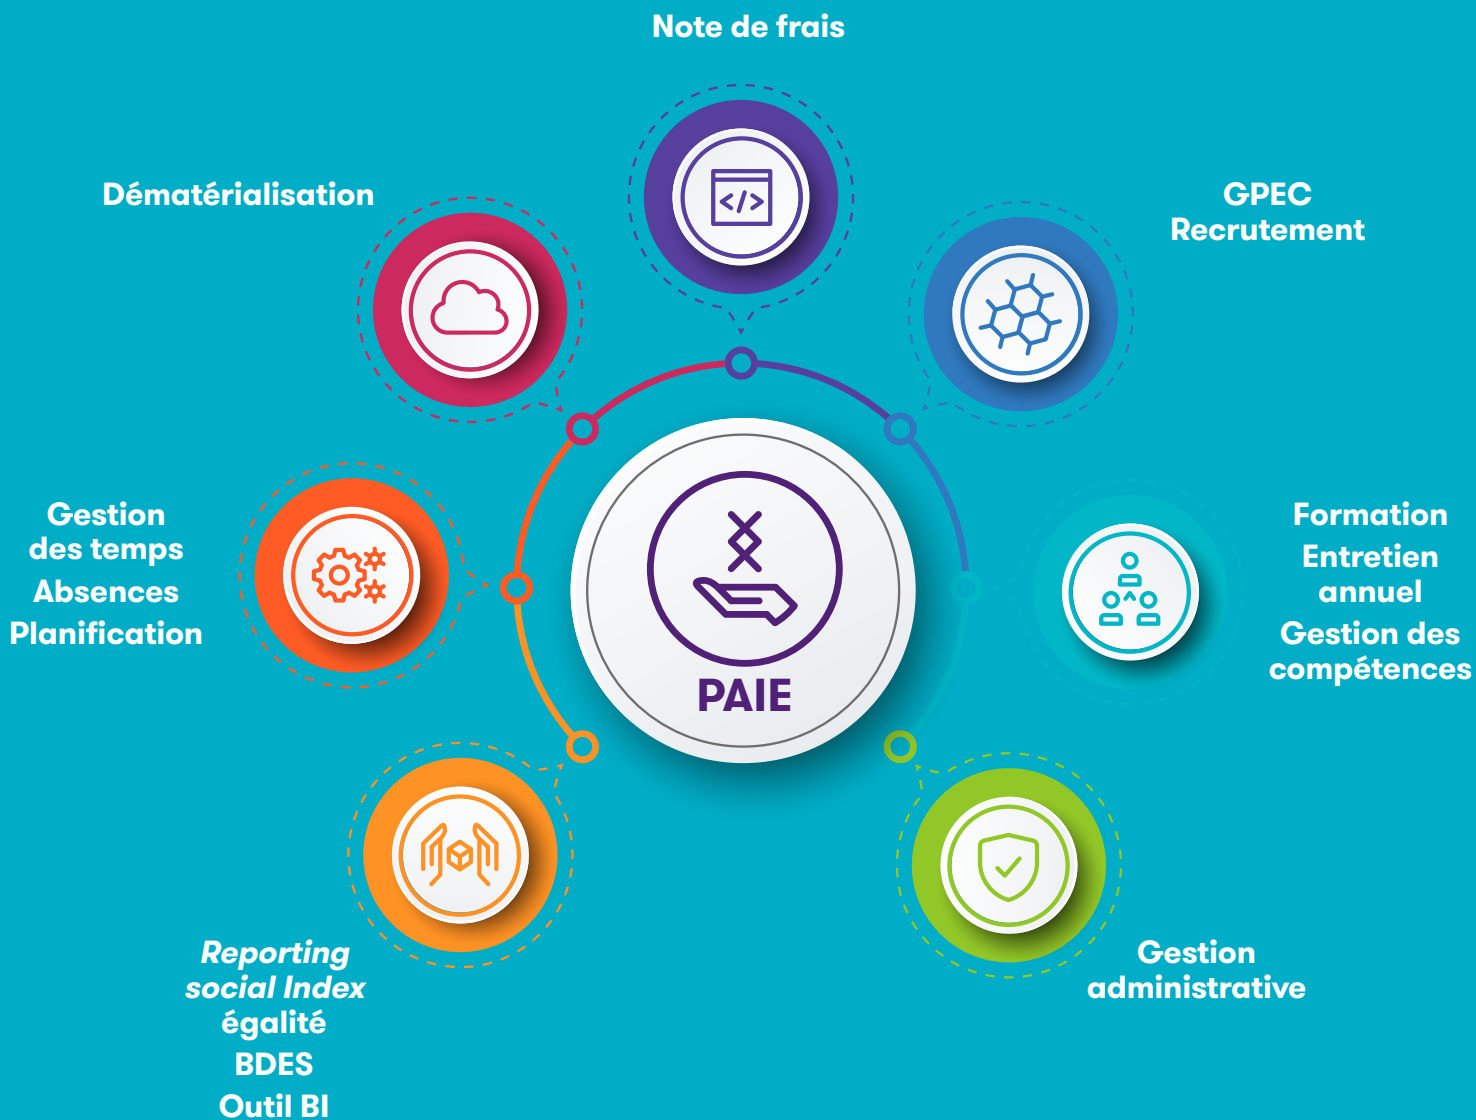 Note de frais
Dématérialisation
GPEC
Recrutement
</>
Gestion
des temps
Absences
Planification
PAIE
Formation
Entretien
annuel
Gestion des
compétences
Reporting
social Index
égalité
BDES
Outil BI
Gestion
administrative